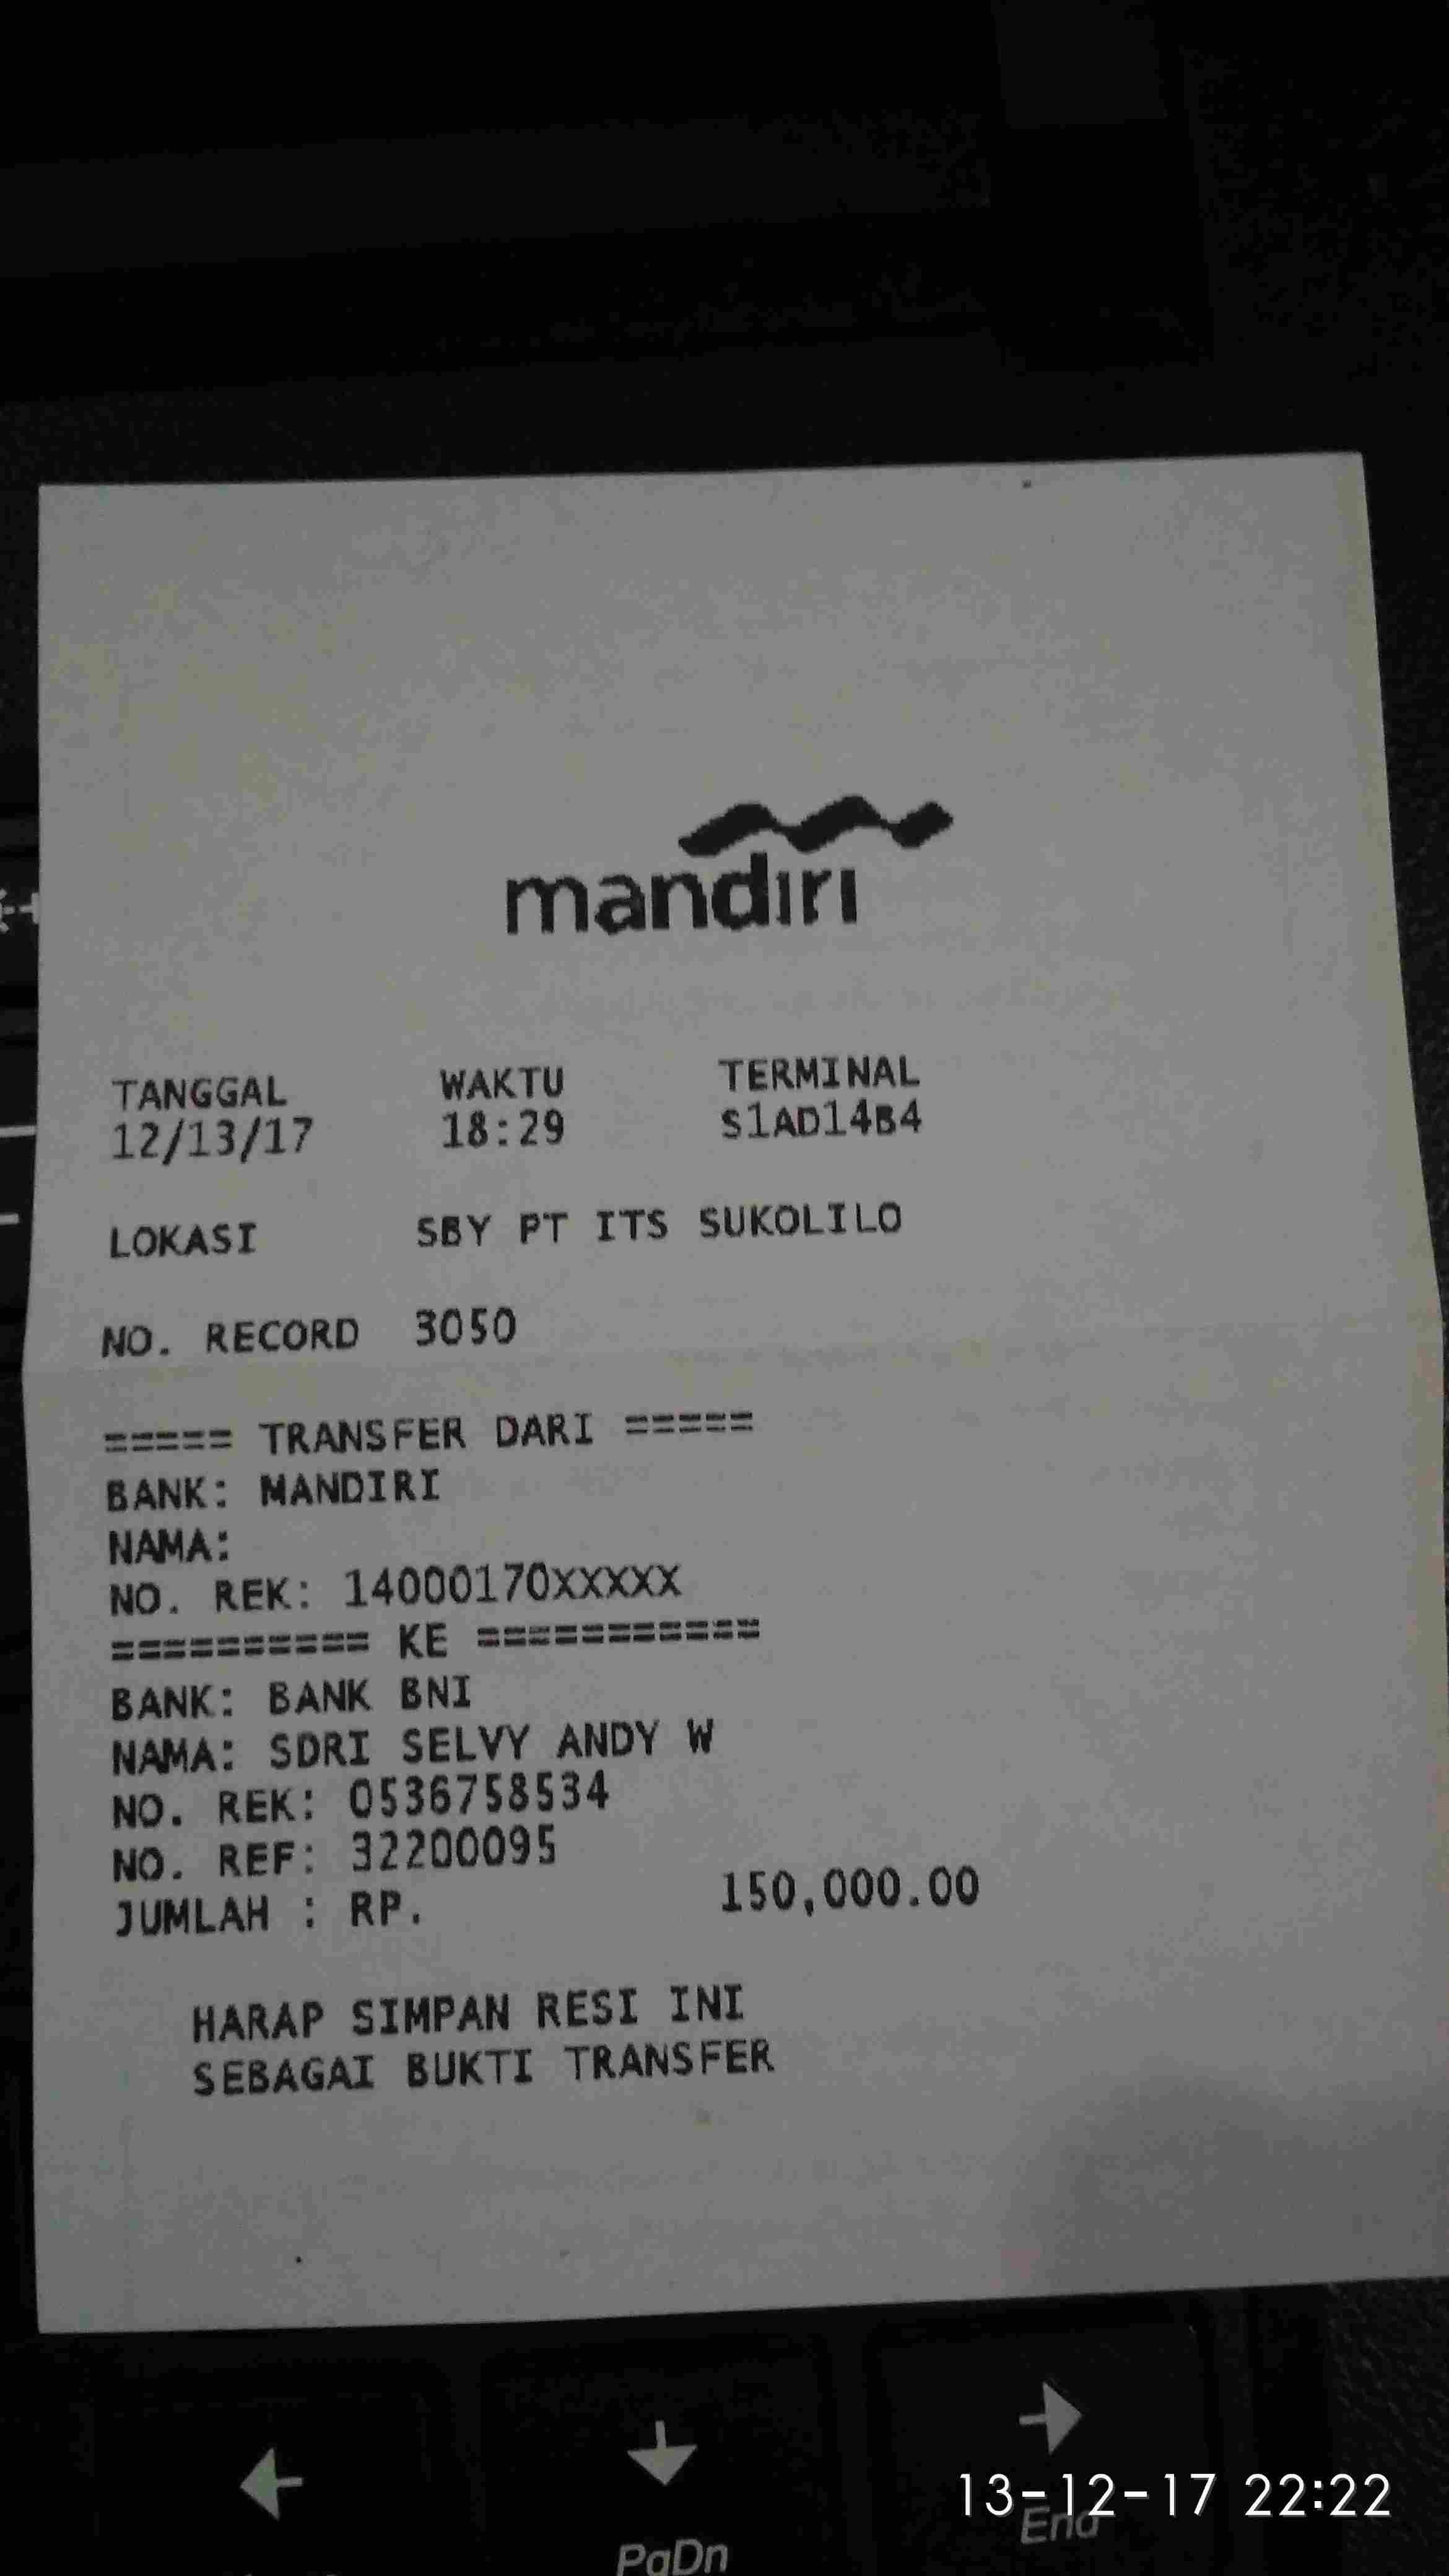 mandiri
TANGGAL WAKTU TERMINAL
12/13/17 18:29 S1AD14B4
LOKASI SBY PT ITS SUKOLILO
NO. RECORD 3050
===== TRANSFER DARI =====
BANK: MANDIRI
NAMA:
NO. REK: 14000170XXXXX
========== KE ===========
BANK: BANK BNI
NAMA: SDRI SELVY ANDY W
NO. REK: 0536758534
NO. REF: 32200095
JUMLAH : RP. 150,000.00
HARAP SIMPAN RESI INI
SEBAGAI BUKTI TRANSFER
13-12-17 22:22
End
PgDn